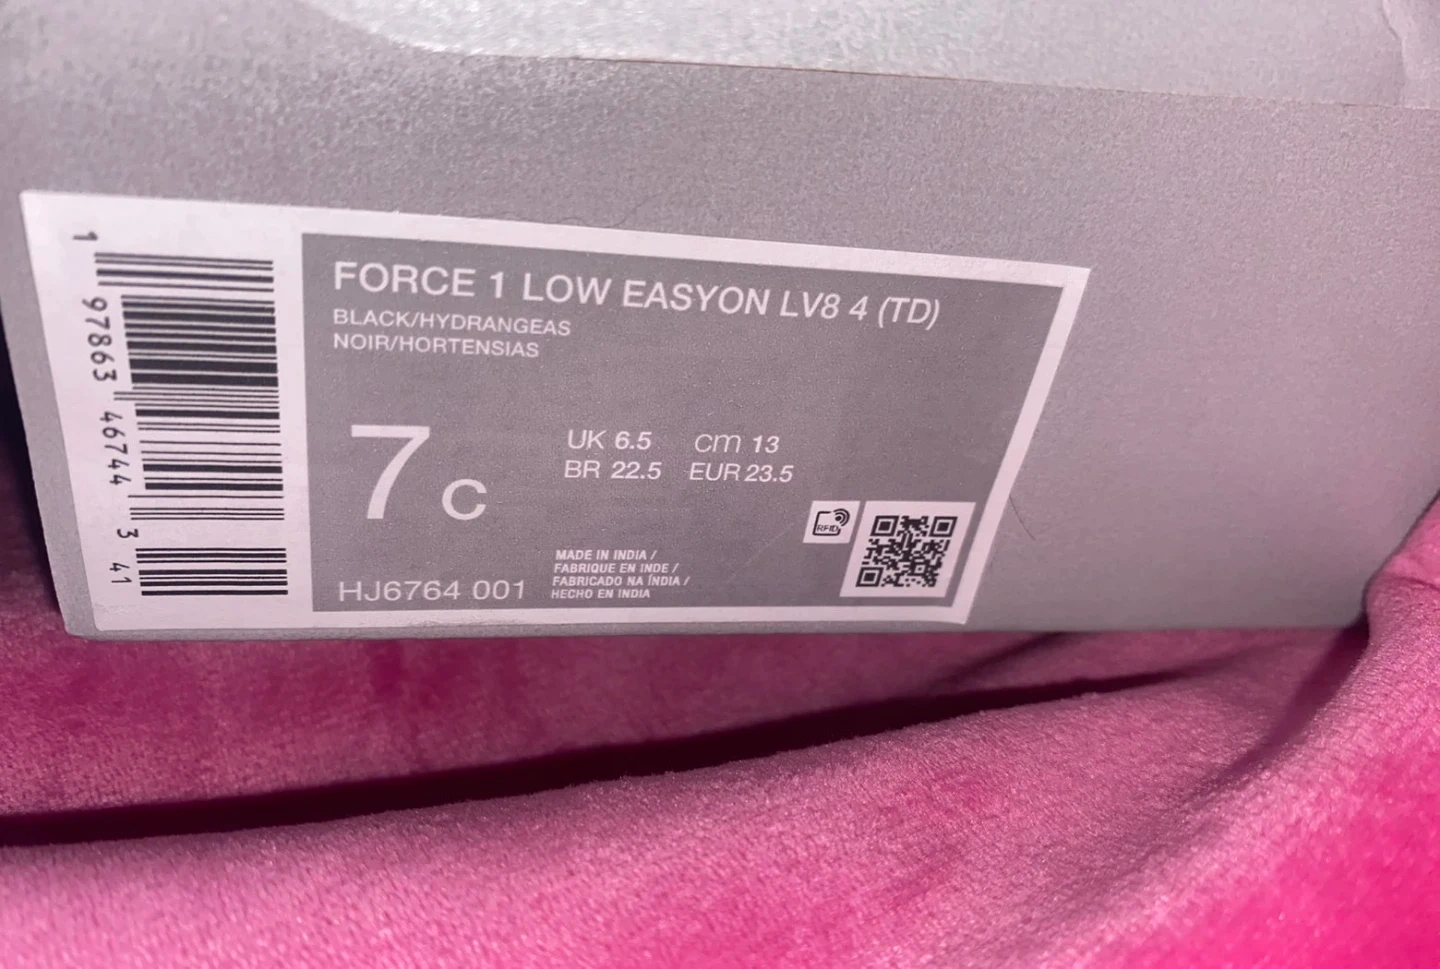 1 97863 46744 3 41
FORCE 1 LOW EASYON LV8 4 (TD)
BLACK/HYDRANGEAS
NOIR/HORTENSIAS
7 C
UK 6.5 cm 13
BR 22.5 EUR 23.5
RFID
HJ6764 001
MADE IN INDIA /
FABRIQUE EN INDE /
FABRICADO NA ÍNDIA /
HECHO EN INDIA